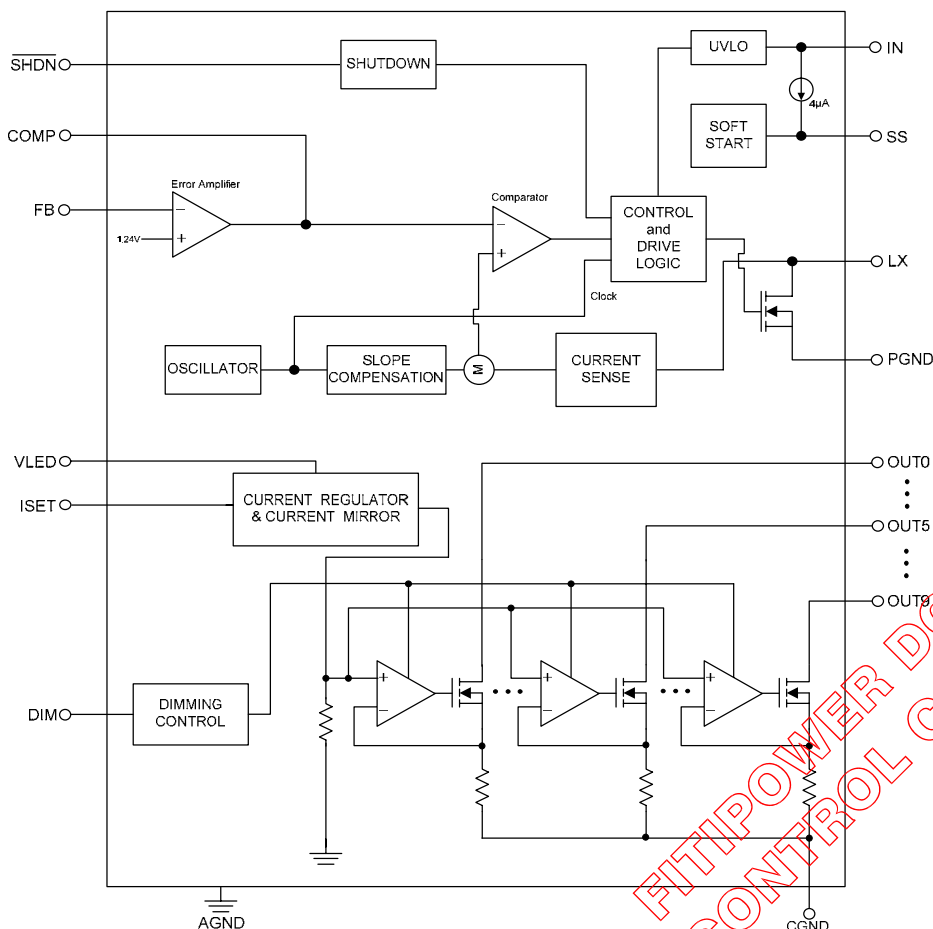 SHDN
SHUTDOWN
UVLO
IN
4µA
COMP
SOFT
START
SS
Error Amplifier
FB
1.24V
−
+
Comparator
−
+
CONTROL
and
DRIVE
LOGIC
LX
Clock
OSCILLATOR
SLOPE
COMPENSATION
M
CURRENT
SENSE
PGND
VLED
ISET
CURRENT REGULATOR
& CURRENT MIRROR
OUT0
OUT5
OUT9
+
−
+
−
+
−
DIM
DIMMING
CONTROL
AGND
CGND
FITIPOWER
CONTROL